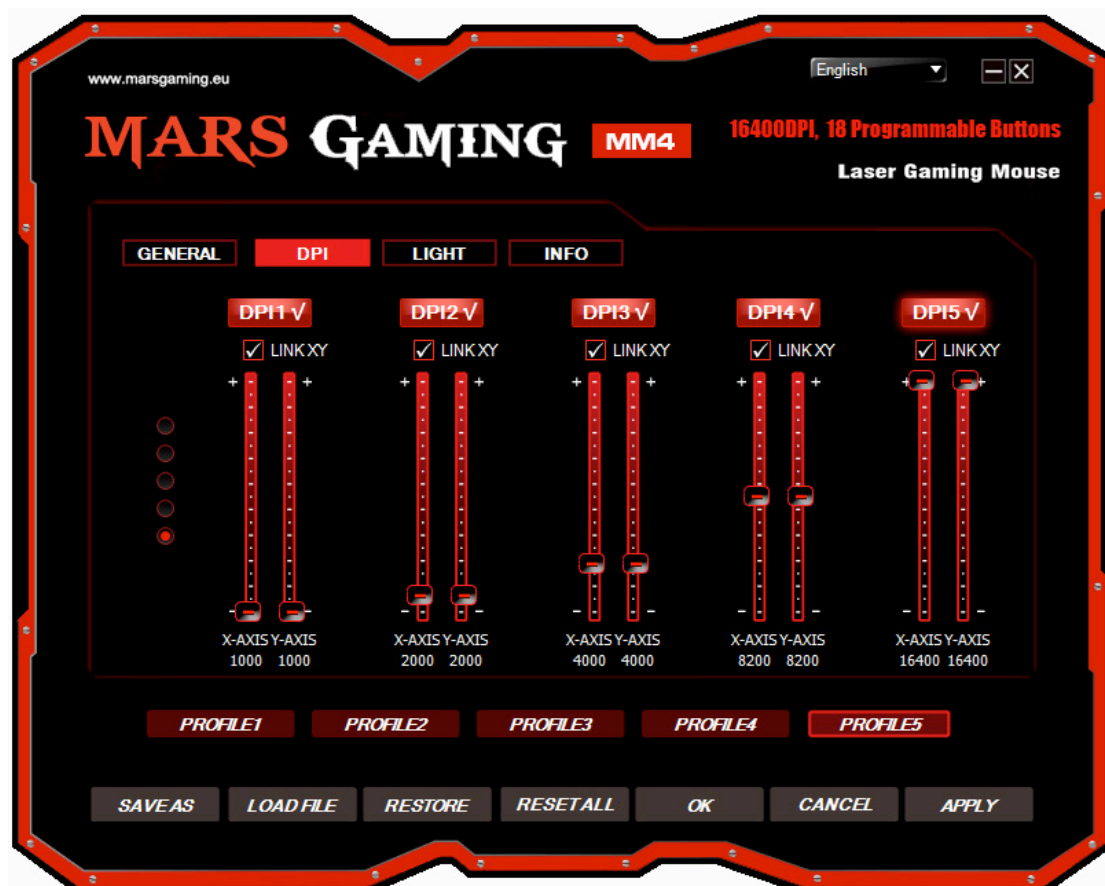 www.marsgaming.eu
English
MARS GAMING MM4
16400DPI, 18 Programmable Buttons
Laser Gaming Mouse
GENERAL DPI LIGHT INFO
DPI1 √ DPI2 √ DPI3 √ DPI4 √ DPI5 √
LINK XY LINK XY LINK XY LINK XY LINK XY
+ + + + + + + + + +
- - - - - - - - - -
X-AXIS Y-AXIS X-AXIS Y-AXIS X-AXIS Y-AXIS X-AXIS Y-AXIS X-AXIS Y-AXIS
1000 1000 2000 2000 4000 4000 8200 8200 16400 16400
PROFILE1 PROFILE2 PROFILE3 PROFILE4 PROFILE5
SAVE AS LOAD FILE RESTORE RESET ALL OK CANCEL APPLY